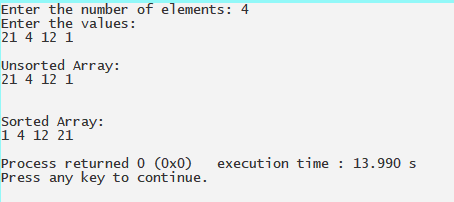 Enter the number of elements: 4
Enter the values:
21 4 12 1
Unsorted Array:
21 4 12 1
Sorted Array:
1 4 12 21
Process returned 0 (0x0)   execution time : 13.990 s
Press any key to continue.